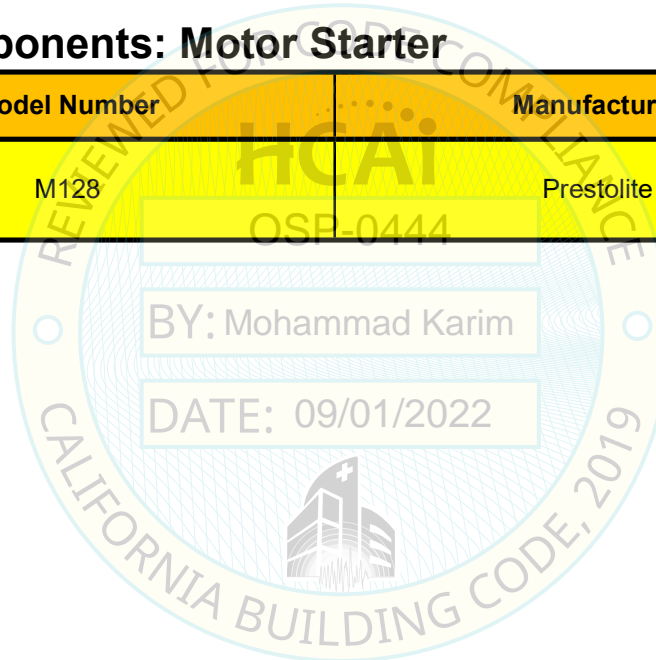 ponents: Motor Starter
odel Number Manufactur
M128 Prestolite
REVIEWED FOR CODE COMPLIANCE
HCAi
OSP-0444
BY: Mohammad Karim
DATE: 09/01/2022
CALIFORNIA BUILDING CODE, 2019